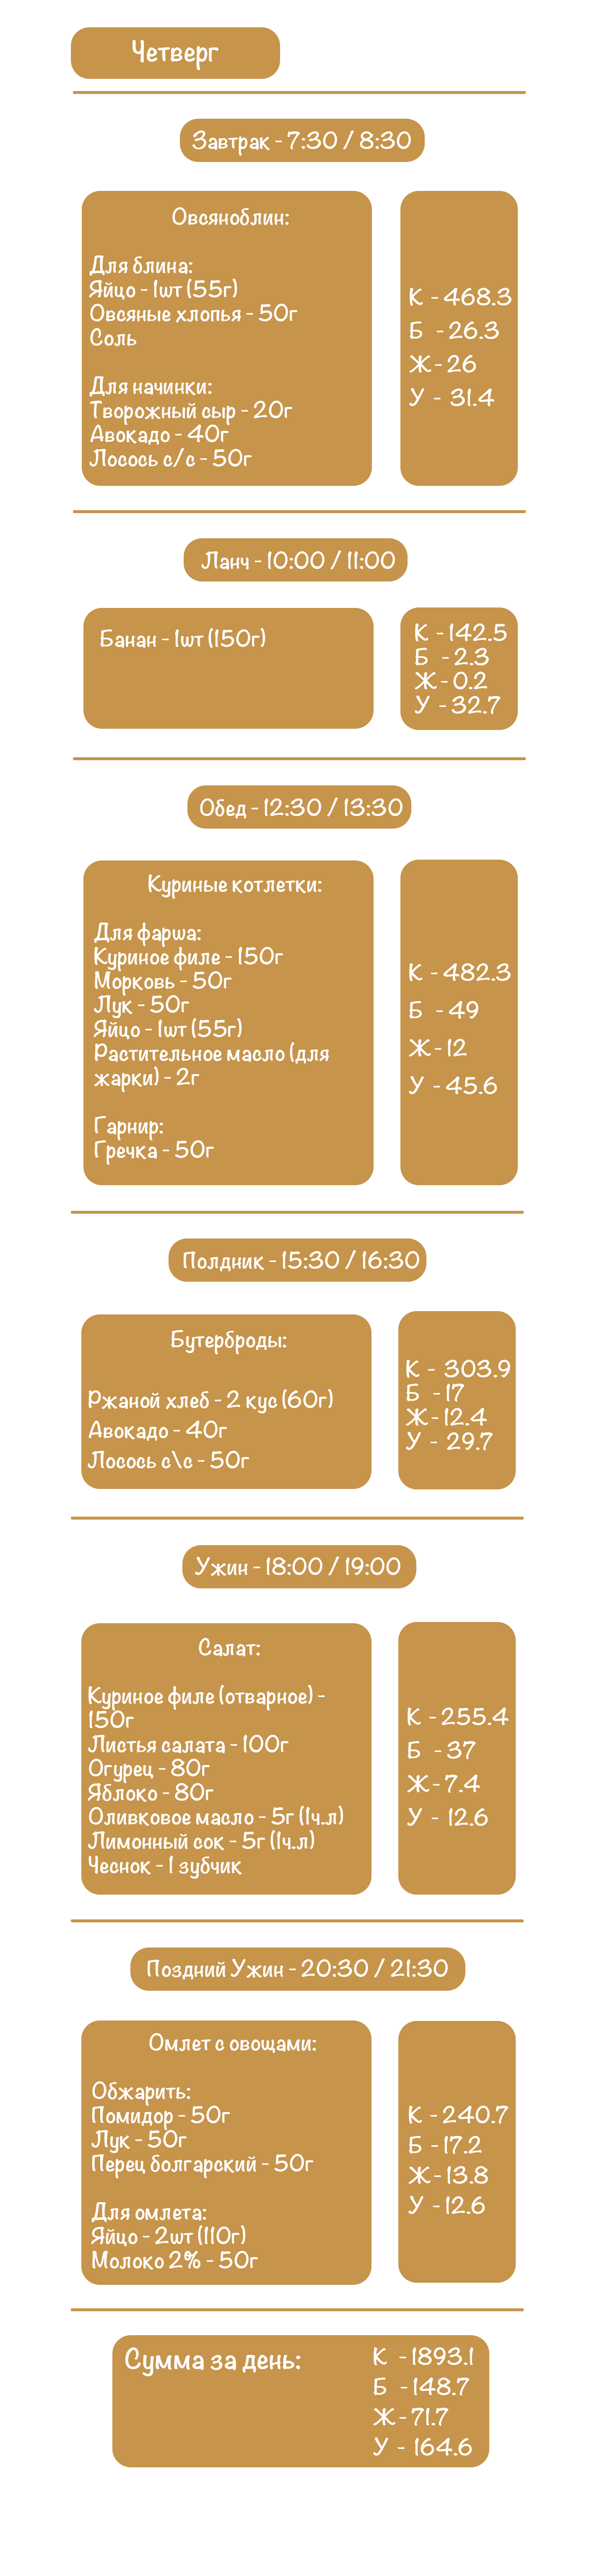 Четверг
Завтрак - 7:30 / 8:30
Овсяноблин:
Для блина:
Яйцо - 1шт (55г)
Овсяные хлопья - 50г
Соль
Для начинки:
Творожный сыр - 20г
Авокадо - 40г
Лосось с/с - 50г
К - 468.3
Б - 26.3
Ж - 26
У - 31.4
Ланч - 10:00 / 11:00
Банан - 1шт (150г)
К - 142.5
Б - 2.3
Ж - 0.2
У - 32.7
Обед - 12:30 / 13:30
Куриные котлетки:
Для фарша:
Куриное филе - 150г
Морковь - 50г
Лук - 50г
Яйцо - 1шт (55г)
Растительное масло (для
жарки) - 2г
Гарнир:
Гречка - 50г
К - 482.3
Б - 49
Ж - 12
У - 45.6
Полдник - 15:30 / 16:30
Бутерброды:
Ржаной хлеб - 2 кус (60г)
Авокадо - 40г
Лосось с\с - 50г
К - 303.9
Б - 17
Ж - 12.4
У - 29.7
Ужин - 18:00 / 19:00
Салат:
Куриное филе (отварное) -
150г
Листья салата - 100г
Огурец - 80г
Яблоко - 80г
Оливковое масло - 5г (1ч.л)
Лимонный сок - 5г (1ч.л)
Чеснок - 1 зубчик
К - 255.4
Б - 37
Ж - 7.4
У - 12.6
Поздний Ужин - 20:30 / 21:30
Омлет с овощами:
Обжарить:
Помидор - 50г
Лук - 50г
Перец болгарский - 50г
Для омлета:
Яйцо - 2шт (110г)
Молоко 2% - 50г
К - 240.7
Б - 17.2
Ж - 13.8
У - 12.6
Сумма за день:
К - 1893.1
Б - 148.7
Ж - 71.7
У - 164.6